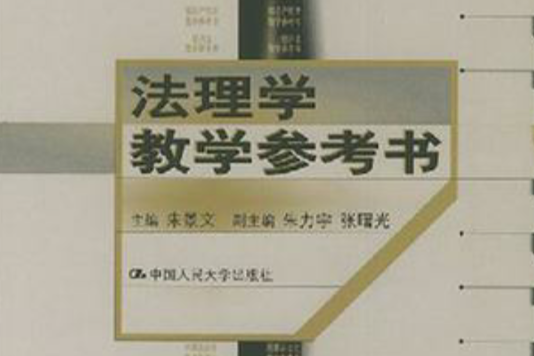 法理学
教学参考书
主编 朱景文 副主编 朱力宇 张曙光
中国人民大学出版社